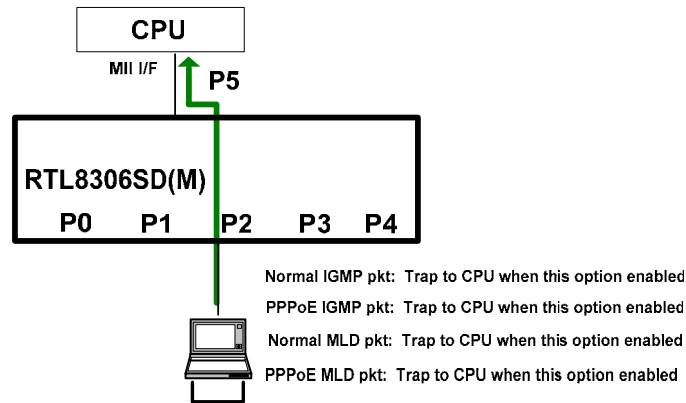 CPU
MII I/F
P5
RTL8306SD(M)
P0 P1 P2 P3 P4
Normal IGMP pkt: Trap to CPU when this option enabled
PPPoE IGMP pkt: Trap to CPU when this option enabled
Normal MLD pkt: Trap to CPU when this option enabled
PPPoE MLD pkt: Trap to CPU when this option enabled